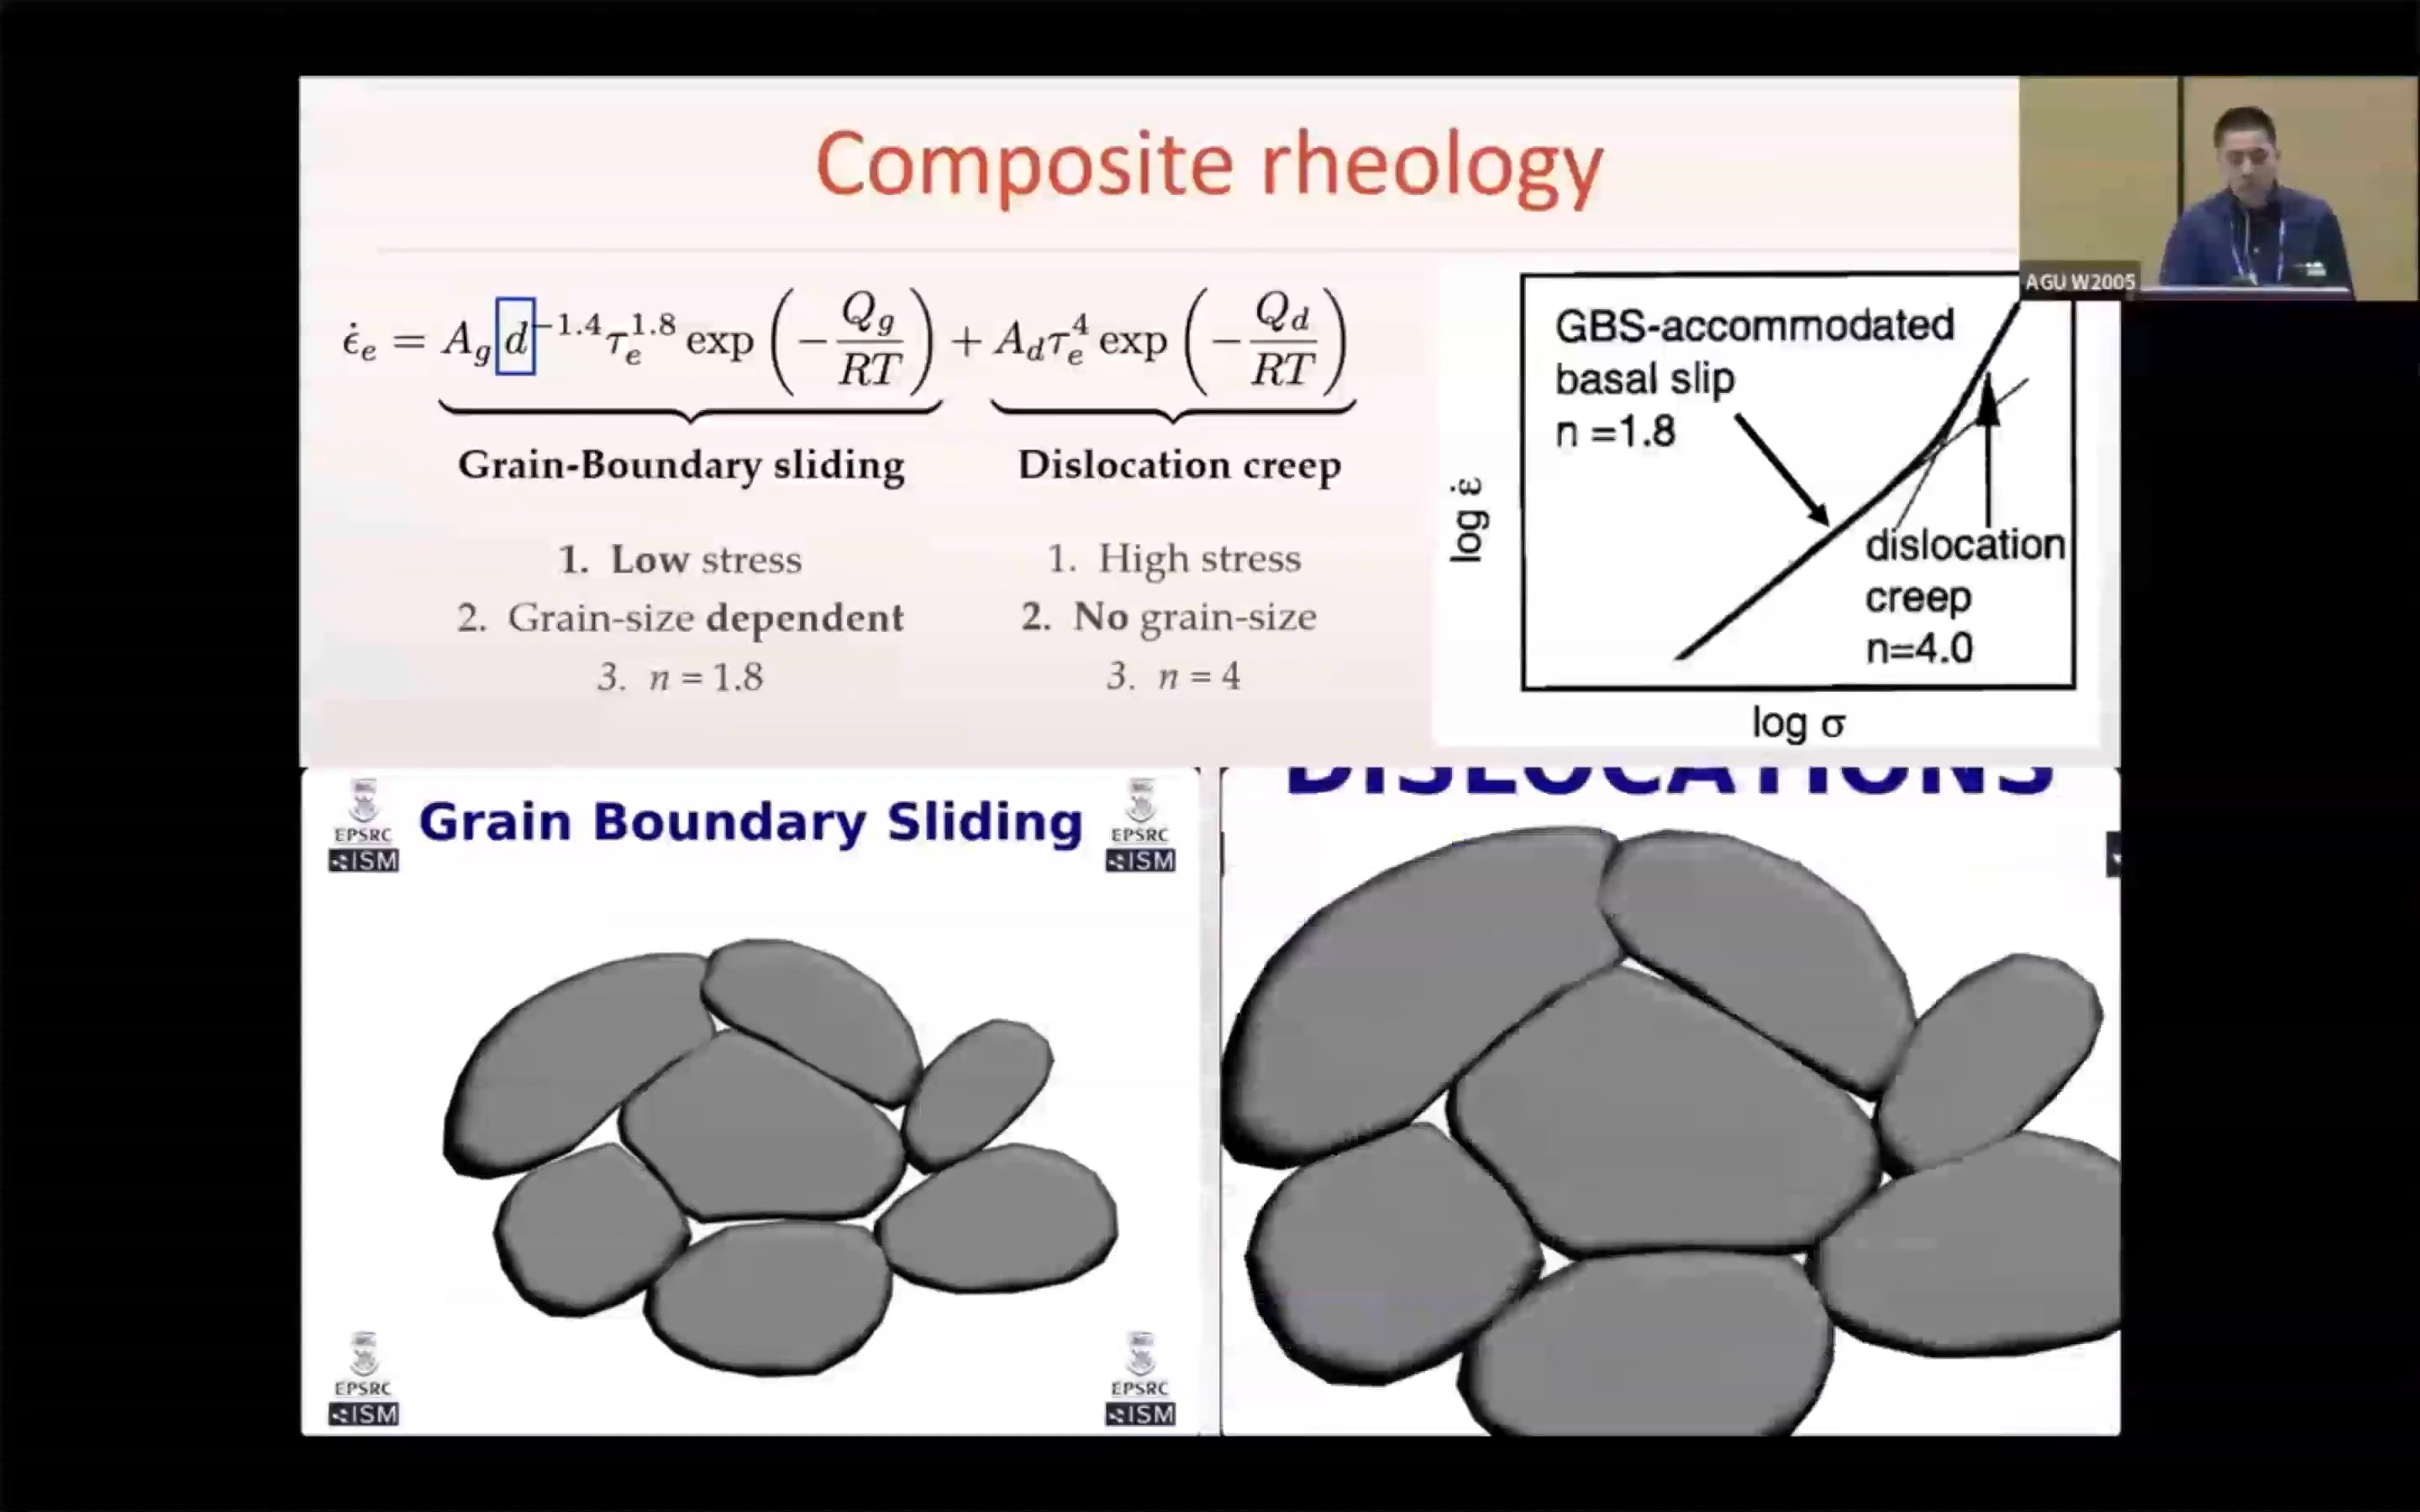 Composite rheology
AGU W2005
ε̇ₑ = A_g d^−1.4 τₑ^1.8 exp(−Q_g/RT) + A_d τₑ^4 exp(−Q_d/RT)
Grain-Boundary sliding
Dislocation creep
1. Low stress
2. Grain-size dependent
3. n = 1.8
1. High stress
2. No grain-size
3. n = 4
GBS-accommodated
basal slip
n =1.8
log ε̇
dislocation
creep
n=4.0
log σ
EPSRC
ISM
Grain Boundary Sliding
EPSRC
ISM
DISLOCATIONS
EPSRC
ISM
EPSRC
ISM